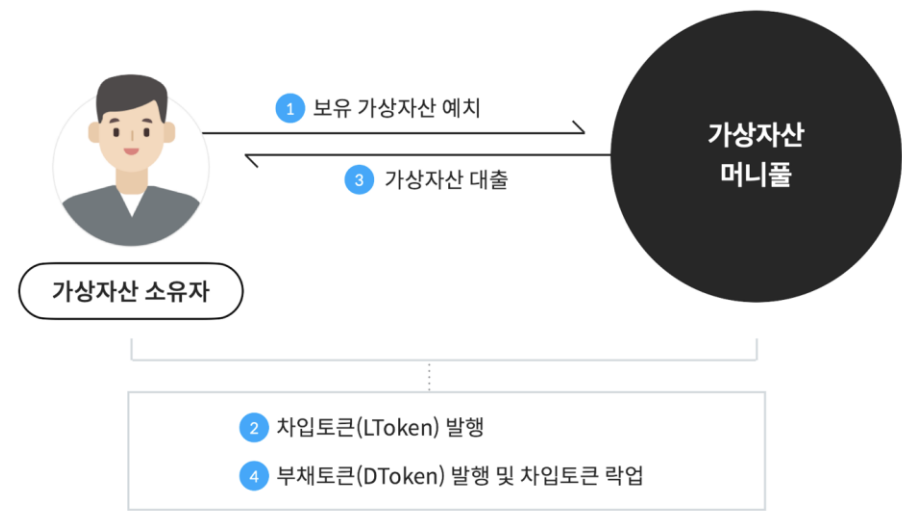 1 보유 가상자산 예치
3 가상자산 대출
가상자산
머니풀
가상자산 소유자
2 차입토큰(LToken) 발행
4 부채토큰(DToken) 발행 및 차입토큰 락업